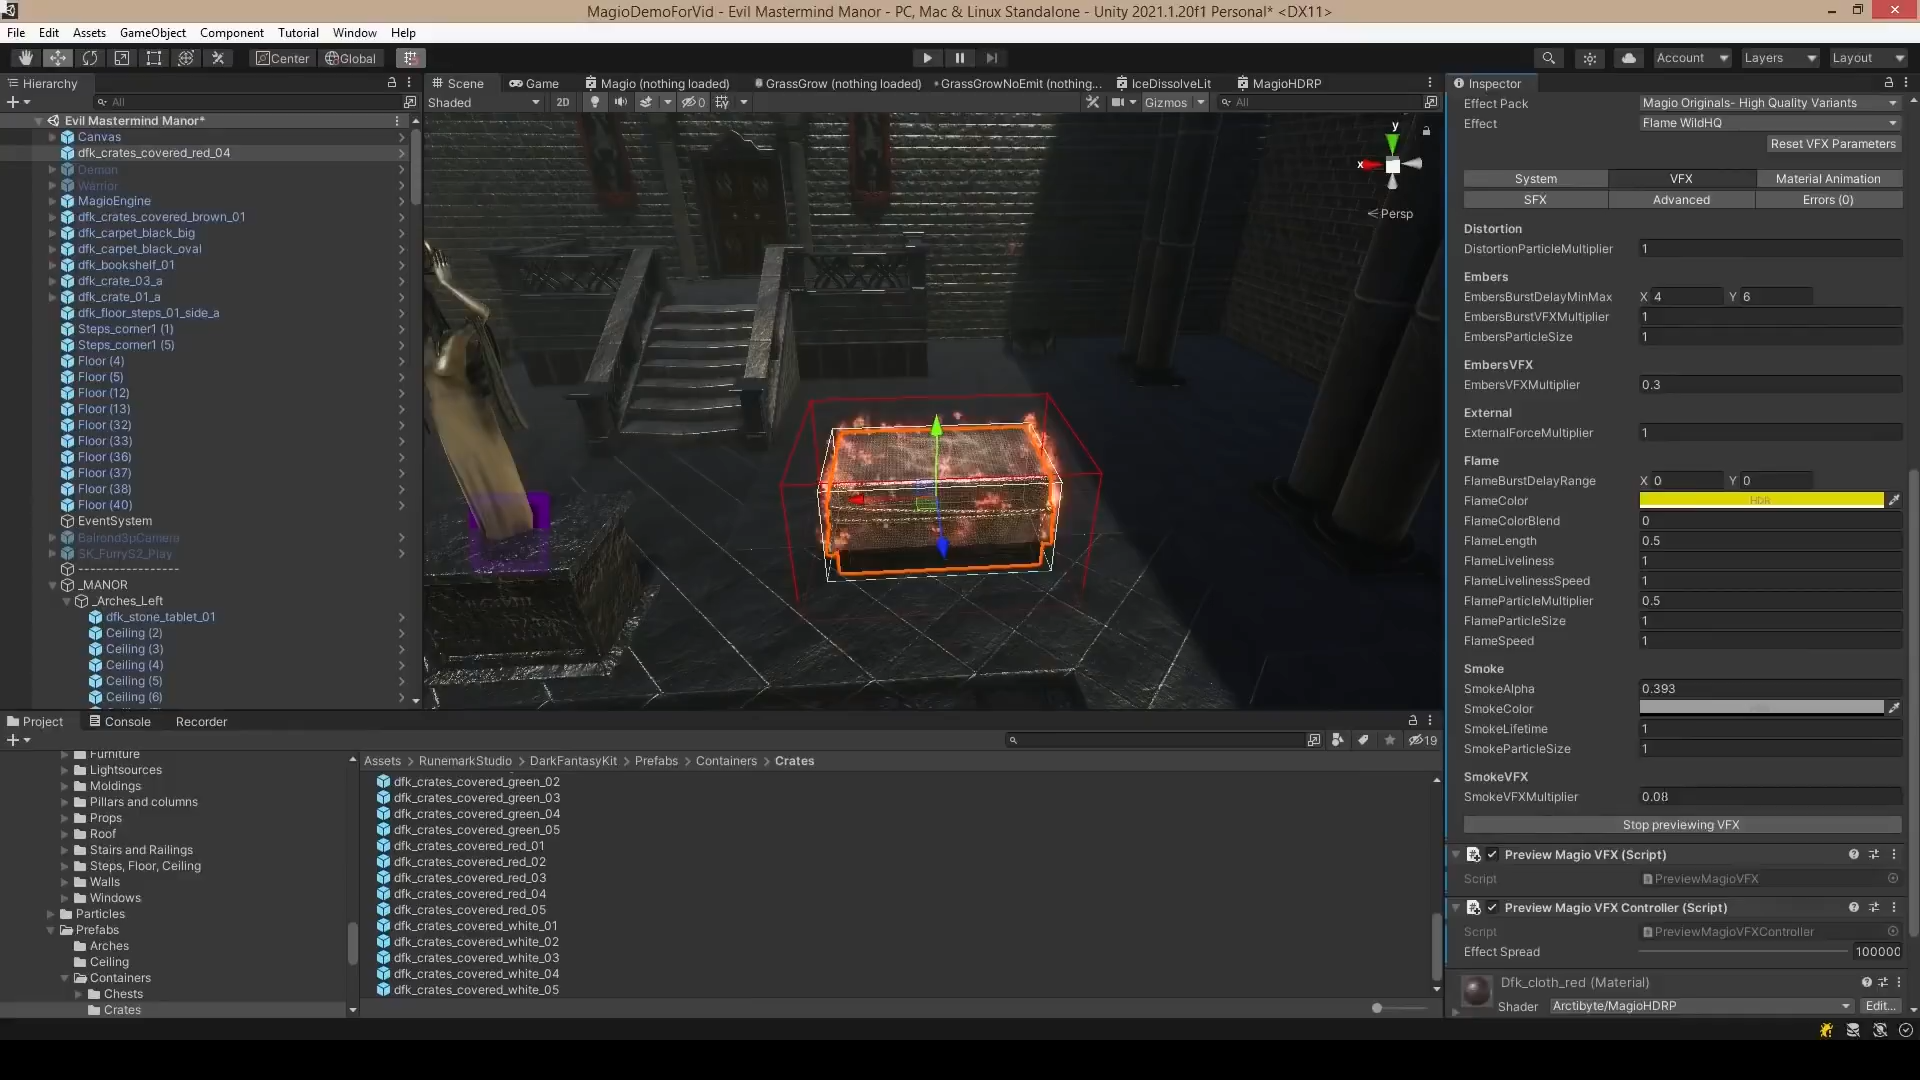 MagioDemoForVid - Evil Mastermind Manor - PC, Mac & Linux Standalone - Unity 2021.1.20f1 Personal* <DX11>
File Edit Assets GameObject Component Tutorial Window Help
Center Global Account Layers Layout
Hierarchy Scene Game Magio (nothing loaded) GrassGrow (nothing loaded) GrassGrowNoEmit (nothing... IceDissolveLit MagioHDRP Inspector
All Shaded 2D 0 Gizmos All
Evil Mastermind Manor*
Canvas
dfk_crates_covered_red_04
Demon
Warrior
MagioEngine
dfk_crates_covered_brown_01
dfk_carpet_black_big
dfk_carpet_black_oval
dfk_bookshelf_01
dfk_crate_03_a
dfk_crate_01_a
dfk_floor_steps_01_side_a
Steps_corner1 (1)
Steps_corner1 (5)
Floor (4)
Floor (5)
Floor (12)
Floor (13)
Floor (32)
Floor (33)
Floor (36)
Floor (37)
Floor (38)
Floor (40)
EventSystem
Bairond3pCamera
SK_FurryS2_Play
-----------------
_MANOR
_Arches_Left
dfk_stone_tablet_01
Ceiling (2)
Ceiling (3)
Ceiling (4)
Ceiling (5)
Ceiling (6)
y
x
Persp
Effect Pack Magio Originals- High Quality Variants
Effect Flame WildHQ
Reset VFX Parameters
System VFX Material Animation
SFX Advanced Errors (0)
Distortion
DistortionParticleMultiplier 1
Embers
EmbersBurstDelayMinMax X 4 Y 6
EmbersBurstVFXMultiplier 1
EmbersParticleSize 1
EmbersVFX
EmbersVFXMultiplier 0.3
External
ExternalForceMultiplier 1
Flame
FlameBurstDelayRange X 0 Y 0
FlameColor HDR
FlameColorBlend 0
FlameLength 0.5
FlameLiveliness 1
FlameLivelinessSpeed 1
FlameParticleMultiplier 0.5
FlameParticleSize 1
FlameSpeed 1
Smoke
SmokeAlpha 0.393
SmokeColor
SmokeLifetime 1
SmokeParticleSize 1
SmokeVFX
SmokeVFXMultiplier 0.08
Stop previewing VFX
Preview Magio VFX (Script)
Script PreviewMagioVFX
Preview Magio VFX Controller (Script)
Script PreviewMagioVFXController
Effect Spread 100000
Dfk_cloth_red (Material)
Shader Arctibyte/MagioHDRP Edit...
Project Console Recorder
19
Furniture
Lightsources
Moldings
Pillars and columns
Props
Roof
Stairs and Railings
Steps, Floor, Ceiling
Walls
Windows
Particles
Prefabs
Arches
Ceiling
Containers
Chests
Crates
Assets > RunemarkStudio > DarkFantasyKit > Prefabs > Containers > Crates
dfk_crates_covered_green_02
dfk_crates_covered_green_03
dfk_crates_covered_green_04
dfk_crates_covered_green_05
dfk_crates_covered_red_01
dfk_crates_covered_red_02
dfk_crates_covered_red_03
dfk_crates_covered_red_04
dfk_crates_covered_red_05
dfk_crates_covered_white_01
dfk_crates_covered_white_02
dfk_crates_covered_white_03
dfk_crates_covered_white_04
dfk_crates_covered_white_05